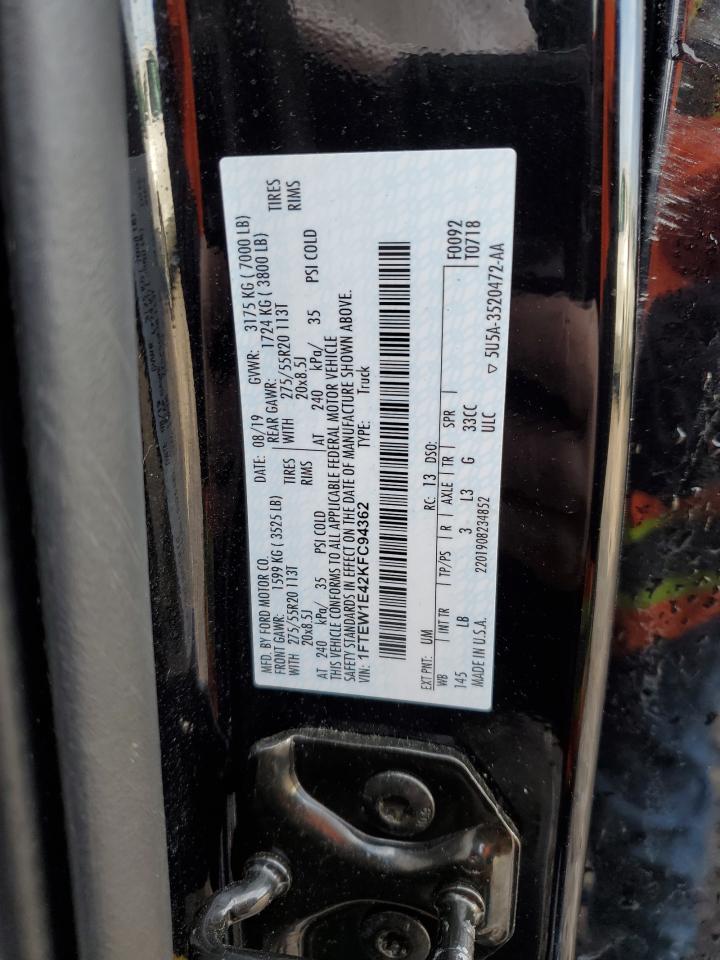 MFD. BY FORD MOTOR CO.
DATE: 08/19 GVWR: 3175 KG ( 7000 LB)
FRONT GAWR: 1599 KG ( 3525 LB) REAR GAWR: 1724 KG ( 3800 LB)
WITH 275/55R20 113T TIRES WITH 275/55R20 113T TIRES
20x8.5J RIMS 20x8.5J RIMS
AT 240 kPa/ 35 PSI COLD AT 240 kPa/ 35 PSI COLD
THIS VEHICLE CONFORMS TO ALL APPLICABLE FEDERAL MOTOR VEHICLE
SAFETY STANDARDS IN EFFECT ON THE DATE OF MANUFACTURE SHOWN ABOVE.
VIN: 1FTEW1E42KFC94362 TYPE: Truck
EXT PNT: UM RC: 13 DSO: F0092
WB INT TR TP/PS R AXLE TR SPR T0718
145 LB 3 L3 G 33CC
MADE IN U.S.A. 2201908234852 ULC
▽ 5U5A-3520472-AA